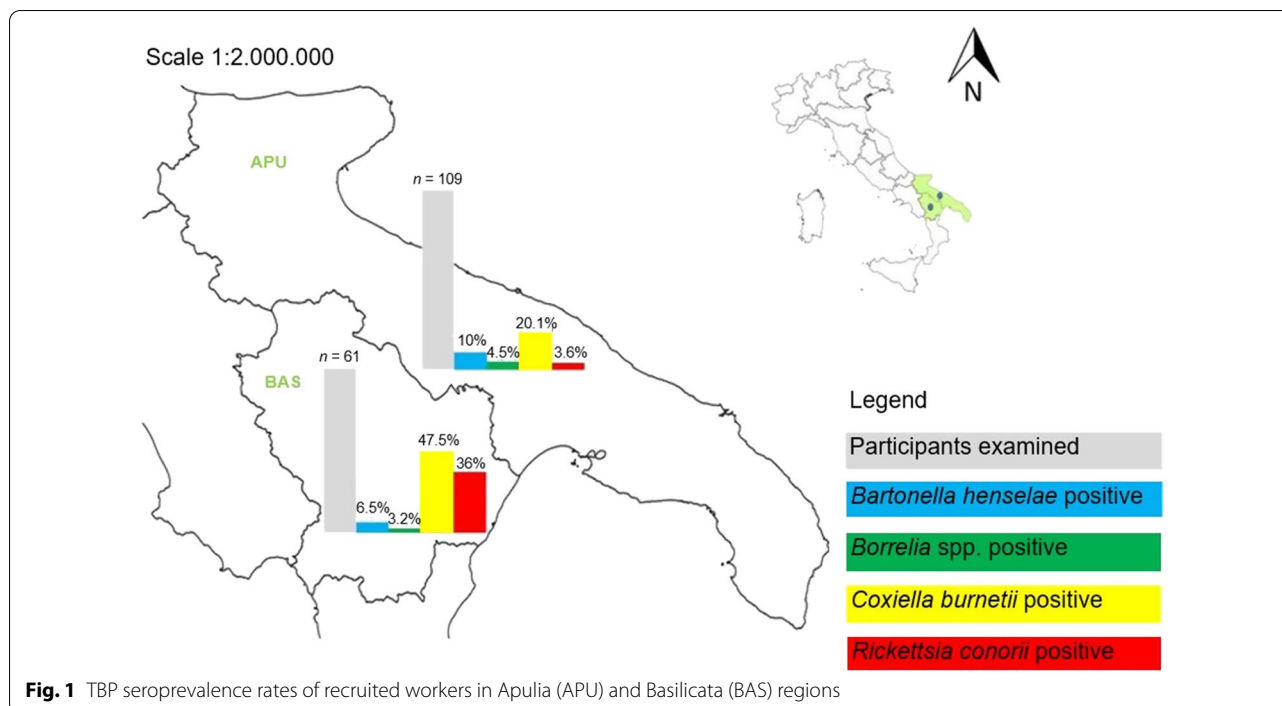 Scale 1:2.000.000
N
APU
n = 109
10%
4.5%
20.1%
3.6%
BAS
n = 61
6.5%
3.2%
47.5%
36%
Legend
Participants examined
Bartonella henselae positive
Borrelia spp. positive
Coxiella burnetii positive
Rickettsia conorii positive
Fig. 1 TBP seroprevalence rates of recruited workers in Apulia (APU) and Basilicata (BAS) regions